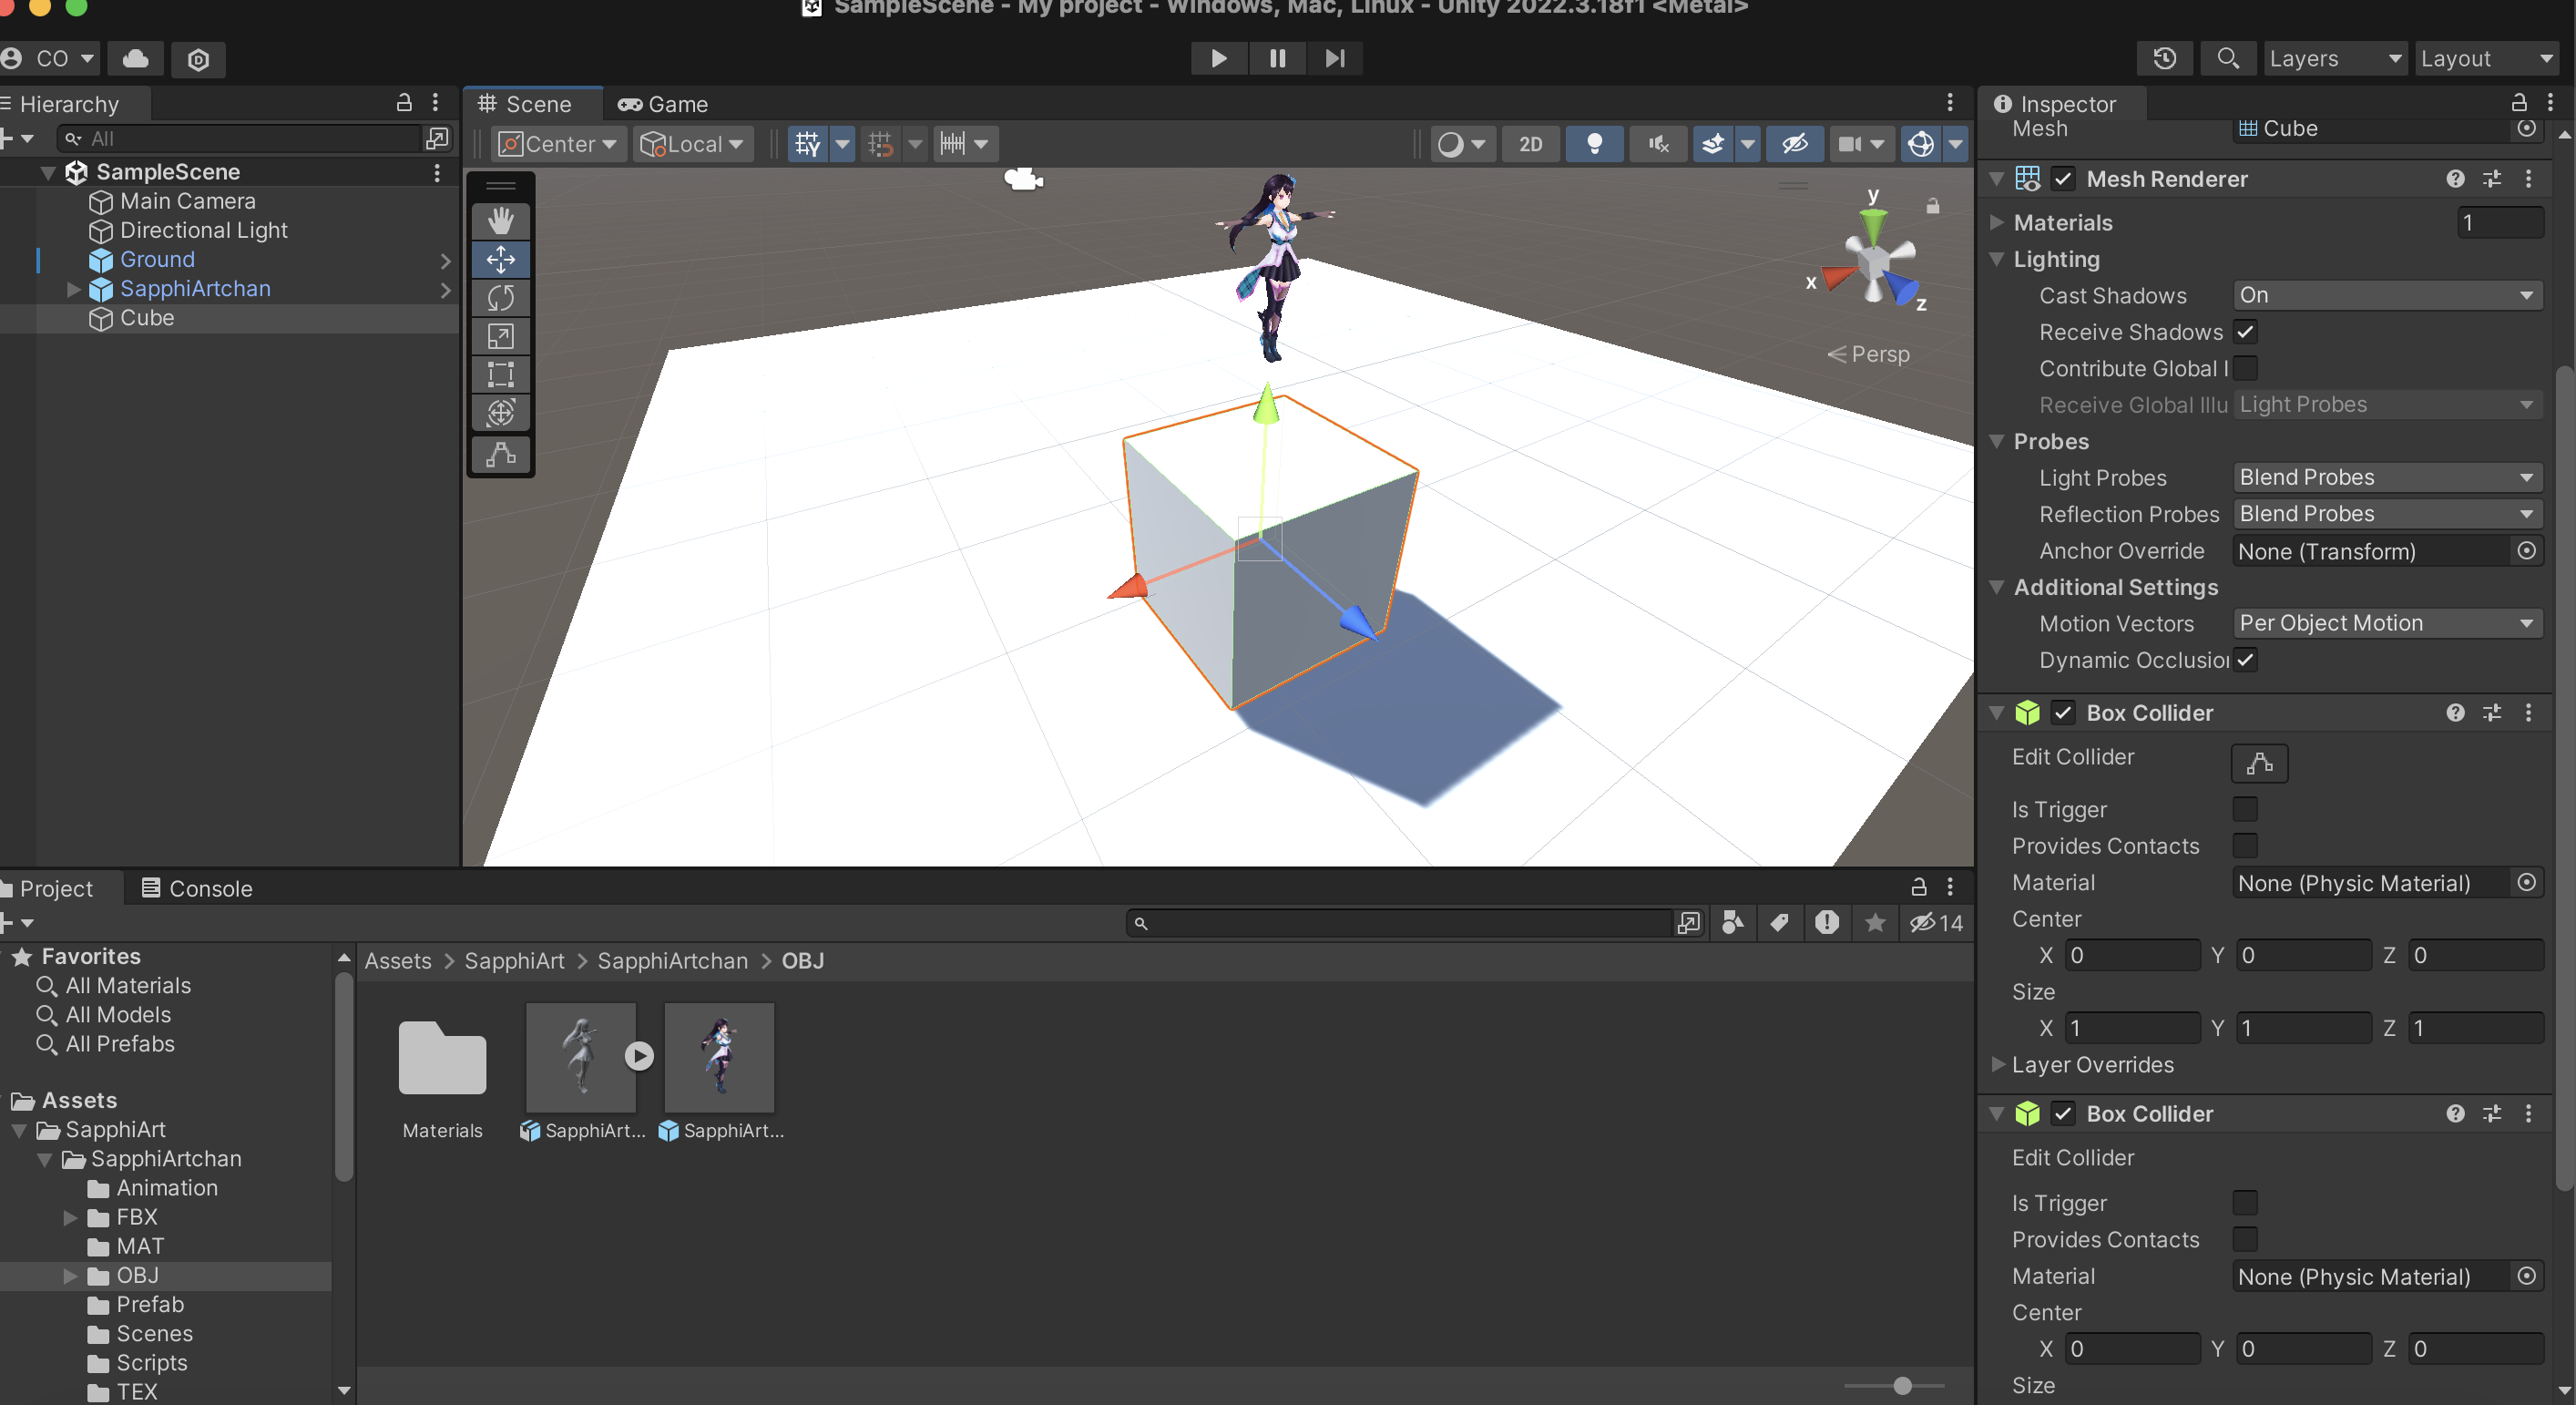 SampleScene - My project - Windows, Mac, Linux - Unity 2022.3.18f1 <Metal>
CO
Layers
Layout
Hierarchy
All
SampleScene
Main Camera
Directional Light
Ground
SapphiArtchan
Cube
Scene
Game
Center
Local
2D
y
x
z
Persp
Inspector
Mesh
Cube
Mesh Renderer
Materials
1
Lighting
Cast Shadows
On
Receive Shadows
Contribute Global I
Receive Global Illu
Light Probes
Probes
Light Probes
Blend Probes
Reflection Probes
Blend Probes
Anchor Override
None (Transform)
Additional Settings
Motion Vectors
Per Object Motion
Dynamic Occlusion
Box Collider
Edit Collider
Is Trigger
Provides Contacts
Material
None (Physic Material)
Center
X 0 Y 0 Z 0
Size
X 1 Y 1 Z 1
Layer Overrides
Box Collider
Edit Collider
Is Trigger
Provides Contacts
Material
None (Physic Material)
Center
X 0 Y 0 Z 0
Size
Project
Console
14
Favorites
All Materials
All Models
All Prefabs
Assets
SapphiArt
SapphiArtchan
Animation
FBX
MAT
OBJ
Prefab
Scenes
Scripts
TEX
Assets > SapphiArt > SapphiArtchan > OBJ
Materials
SapphiArt...
SapphiArt...